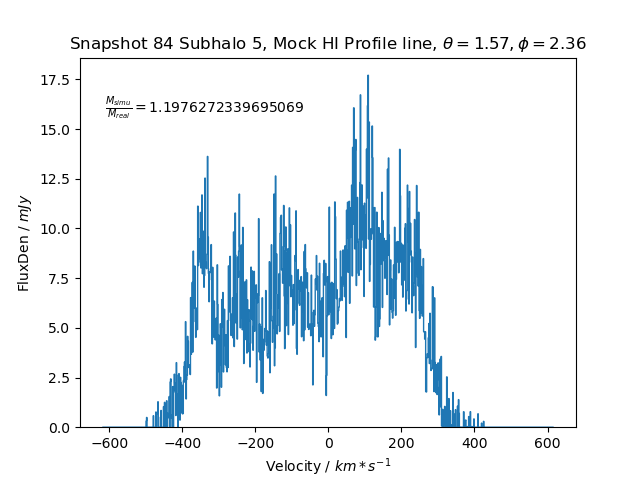 Snapshot 84 Subhalo 5, Mock HI Profile line, θ = 1.57, ϕ = 2.36
M_simu/M_real = 1.1976272339695069
FluxDen / mJy
17.5
15.0
12.5
10.0
7.5
5.0
2.5
0.0
−600 −400 −200 0 200 400 600
Velocity / km * s⁻¹